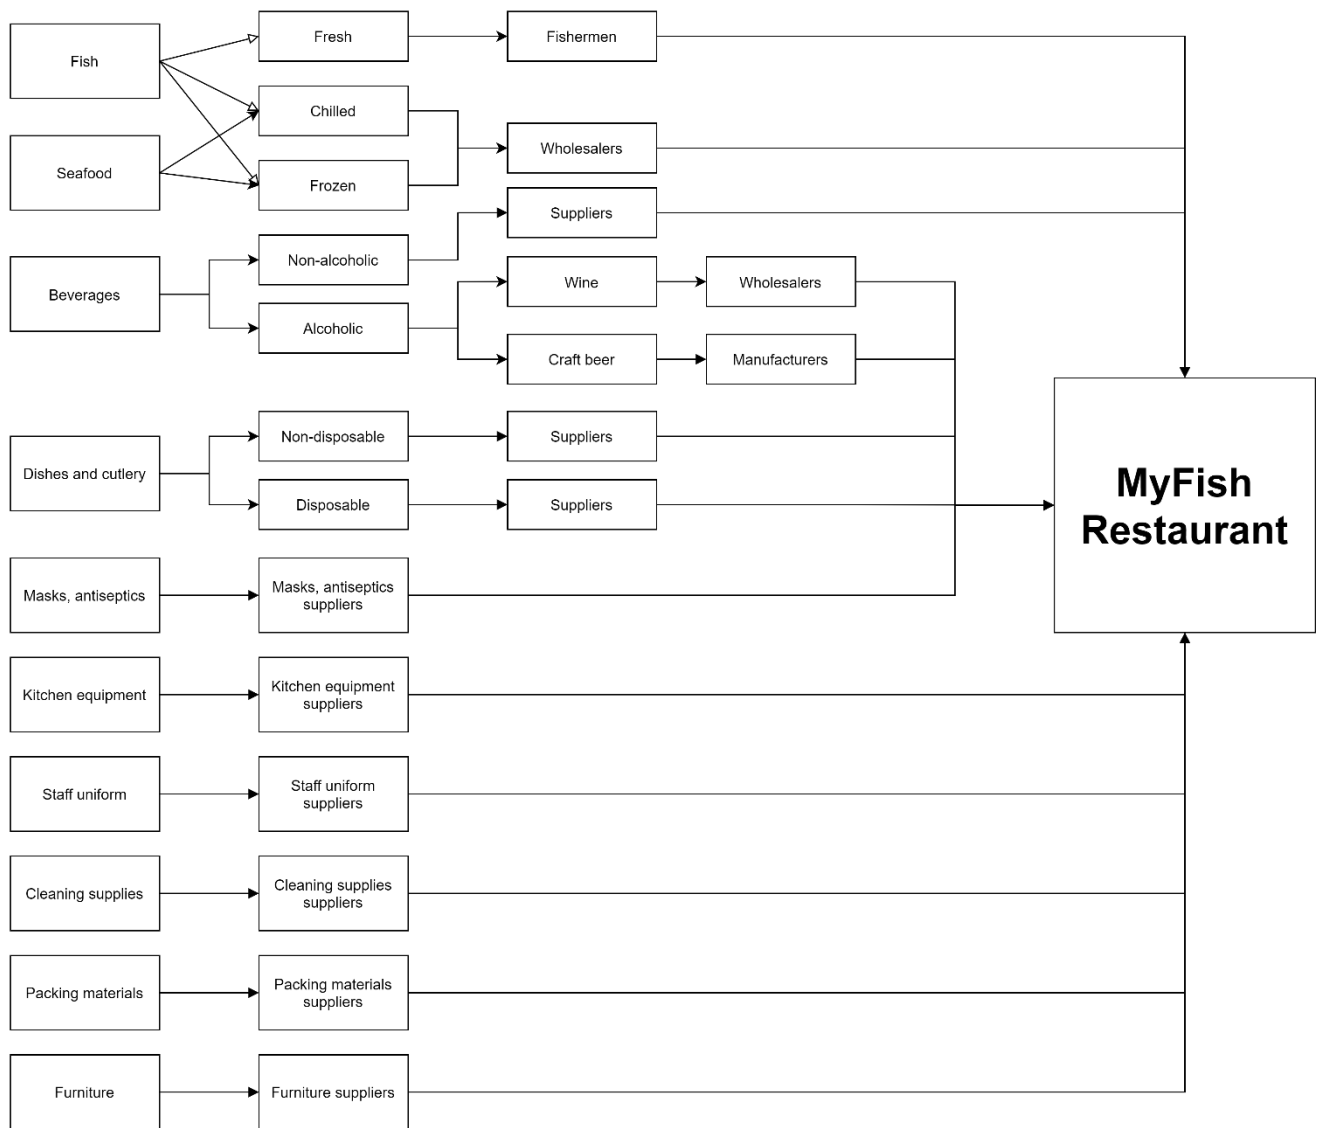 Fish
Fresh
Fishermen
Chilled
Seafood
Wholesalers
Frozen
Suppliers
Beverages
Non-alcoholic
Wine
Wholesalers
Alcoholic
Craft beer
Manufacturers
Dishes and cutlery
Non-disposable
Suppliers
Disposable
Suppliers
MyFish
Restaurant
Masks, antiseptics
Masks, antiseptics
suppliers
Kitchen equipment
Kitchen equipment
suppliers
Staff uniform
Staff uniform
suppliers
Cleaning supplies
Cleaning supplies
suppliers
Packing materials
Packing materials
suppliers
Furniture
Furniture suppliers